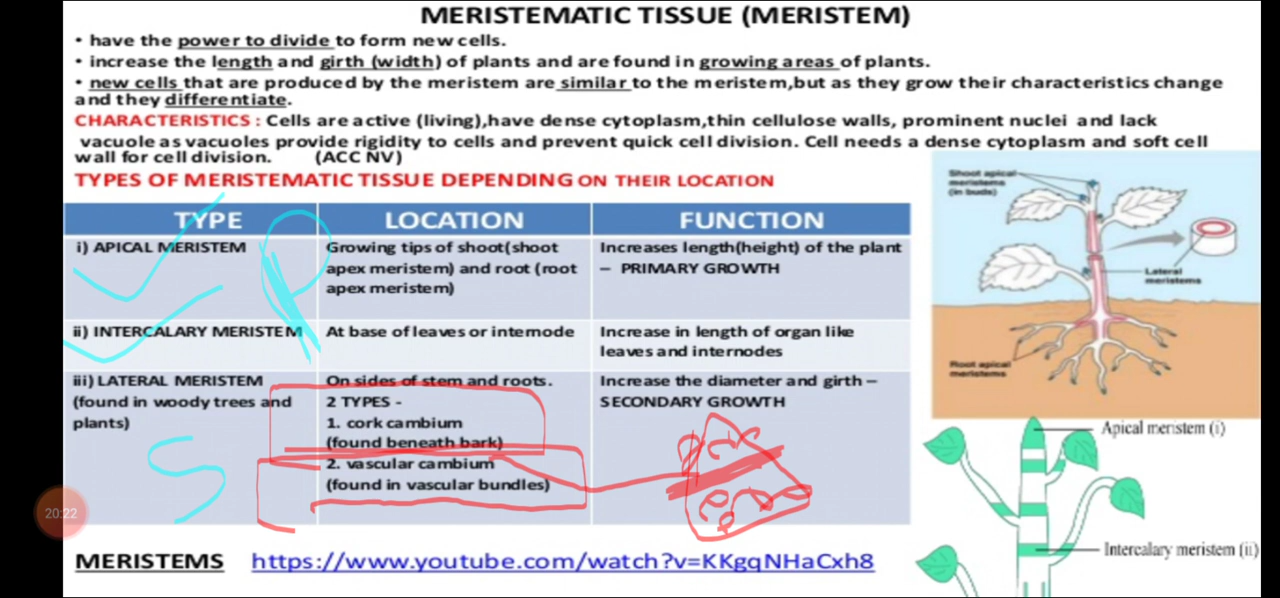 MERISTEMATIC TISSUE (MERISTEM)
• have the power to divide to form new cells.
• increase the length and girth (width) of plants and are found in growing areas of plants.
• new cells that are produced by the meristem are similar to the meristem,but as they grow their characteristics change
and they differentiate.
CHARACTERISTICS : Cells are active (living),have dense cytoplasm,thin cellulose walls, prominent nuclei and lack
vacuole as vacuoles provide rigidity to cells and prevent quick cell division. Cell needs a dense cytoplasm and soft cell
wall for cell division. (ACC NV)
TYPES OF MERISTEMATIC TISSUE DEPENDING ON THEIR LOCATION
TYPE LOCATION FUNCTION
i) APICAL MERISTEM
Growing tips of shoot(shoot
apex meristem) and root (root
apex meristem)
Increases length(height) of the plant
– PRIMARY GROWTH
P
ii) INTERCALARY MERISTEM
At base of leaves or internode
Increase in length of organ like
leaves and internodes
iii) LATERAL MERISTEM
(found in woody trees and
plants)
S
On sides of stem and roots.
2 TYPES -
1. cork cambium
(found beneath bark)
2. vascular cambium
(found in vascular bundles)
Increase the diameter and girth –
SECONDARY GROWTH
Shoot apical
meristems
(in buds)
Lateral
meristems
Root apical
meristems
Apical meristem (i)
Intercalary meristem (ii)
20:22
MERISTEMS https://www.youtube.com/watch?v=KKgqNHaCxh8